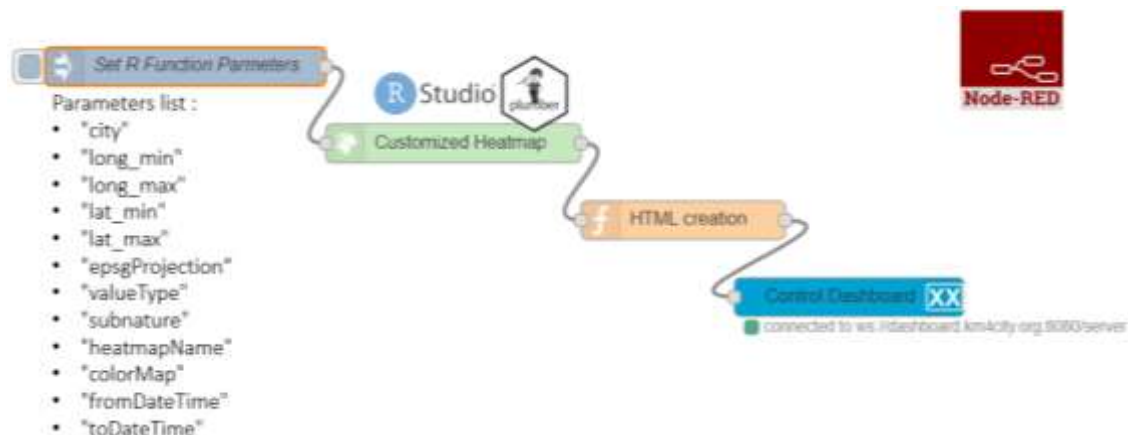 Set R Function Parmeters
R Studio
plumber
Node-RED
Parameters list :
• "city"
• "long_min"
• "long_max"
• "lat_min"
• "lat_max"
• "epsgProjection"
• "valueType"
• "subnature"
• "heatmapName"
• "colorMap"
• "fromDateTime"
• "toDateTime"
Customized Heatmap
f HTML creation
Control Dashboard XX
connected to ws://dashboard.km4city.org:8080/server